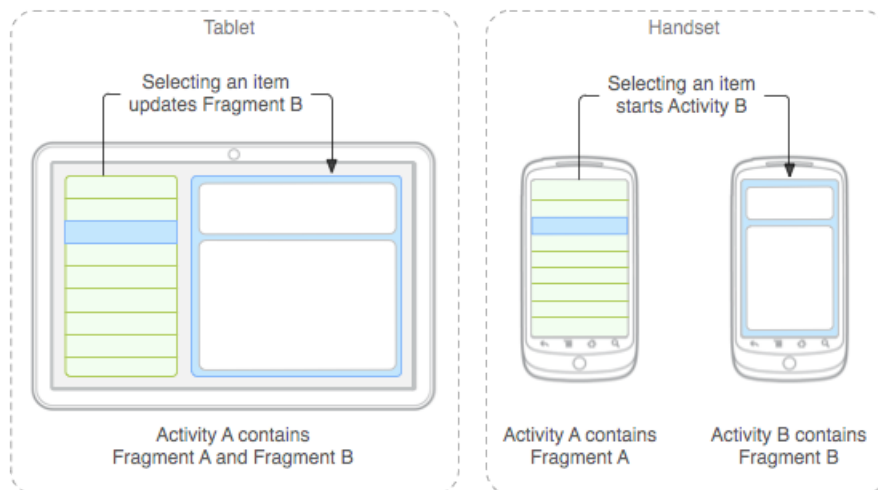 Tablet
Selecting an item
updates Fragment B
Activity A contains
Fragment A and Fragment B
Handset
Selecting an item
starts Activity B
Activity A contains
Fragment A
Activity B contains
Fragment B